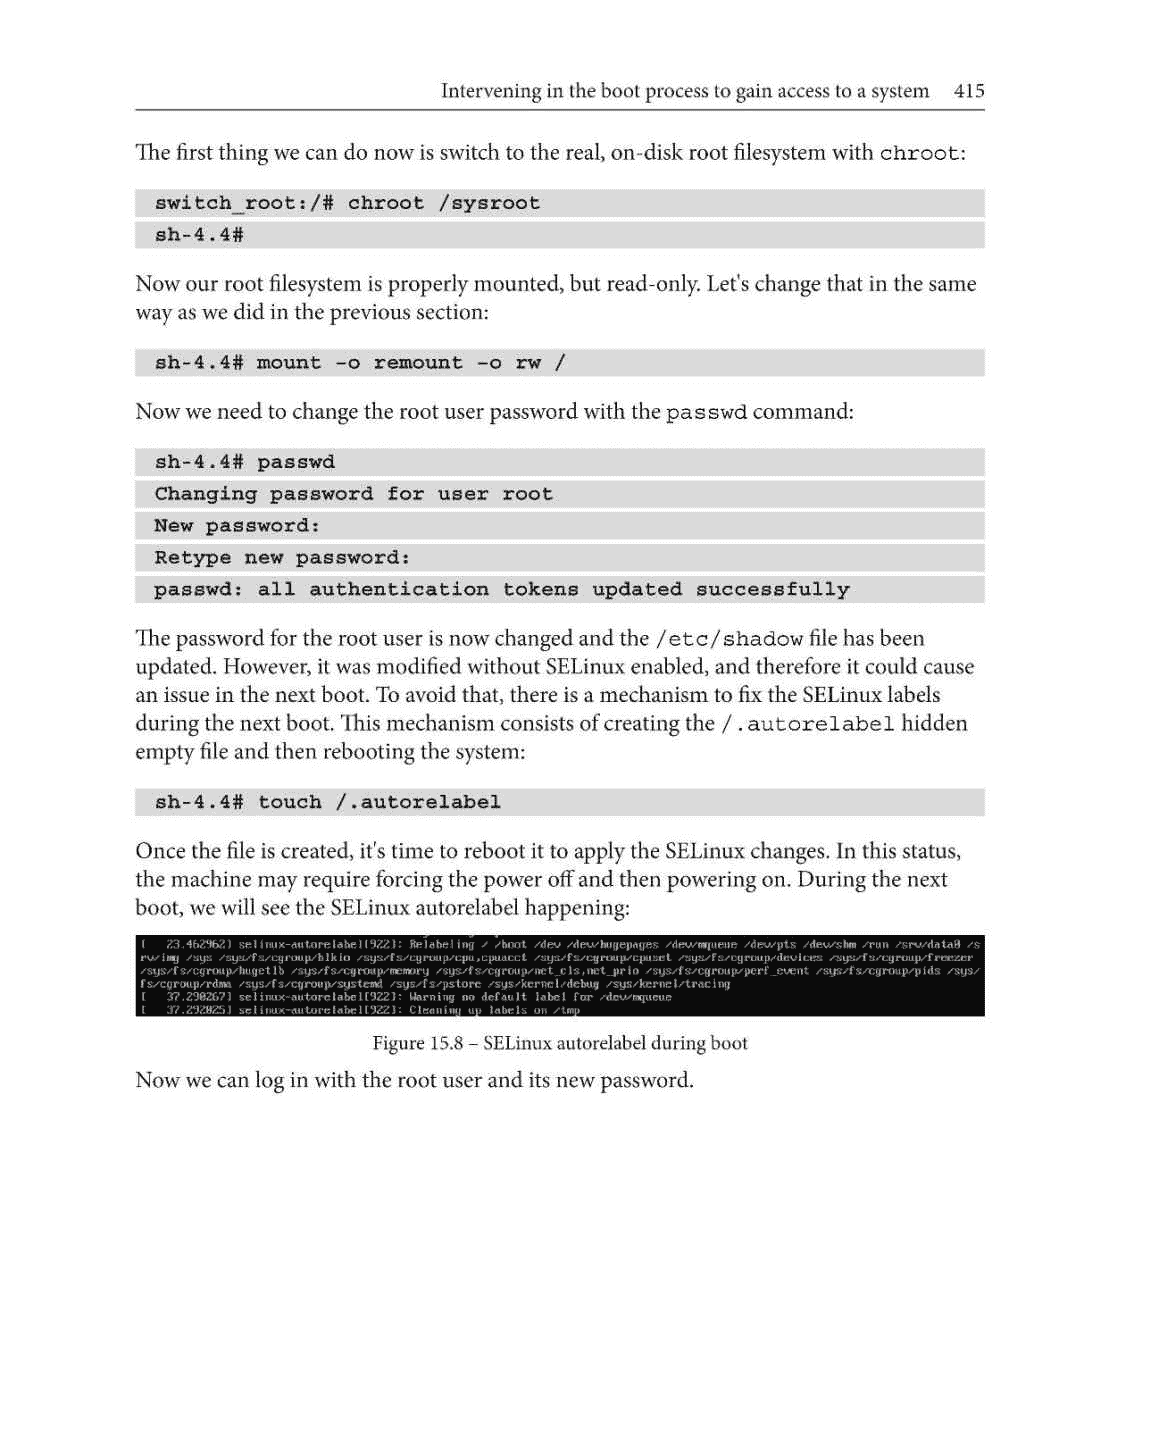 Intervening in the boot process to gain access to a system 415
The first thing we can do now is switch to the real, on-disk root filesystem with chroot:
switch_root:/# chroot /sysroot
sh-4.4#
Now our root filesystem is properly mounted, but read-only. Let's change that in the same
way as we did in the previous section:
sh-4.4# mount -o remount -o rw /
Now we need to change the root user password with the passwd command:
sh-4.4# passwd
Changing password for user root
New password:
Retype new password:
passwd: all authentication tokens updated successfully
The password for the root user is now changed and the /etc/shadow file has been
updated. However, it was modified without SELinux enabled, and therefore it could cause
an issue in the next boot. To avoid that, there is a mechanism to fix the SELinux labels
during the next boot. This mechanism consists of creating the /.autorelabel hidden
empty file and then rebooting the system:
sh-4.4# touch /.autorelabel
Once the file is created, it's time to reboot it to apply the SELinux changes. In this status,
the machine may require forcing the power off and then powering on. During the next
boot, we will see the SELinux autorelabel happening:
[ 23.462962] selinux-autorelabel[922]: Relabeling / /boot /dev /dev/hugepages /dev/mqueue /dev/pts /dev/shm /run /srv/data0 /s
rv/img /sys /sys/fs/cgroup/blkio /sys/fs/cgroup/cpu,cpuacct /sys/fs/cgroup/cpuset /sys/fs/cgroup/devices /sys/fs/cgroup/freezer
/sys/fs/cgroup/hugetlb /sys/fs/cgroup/memory /sys/fs/cgroup/net_cls,net_prio /sys/fs/cgroup/perf_event /sys/fs/cgroup/pids /sys/
fs/cgroup/rdma /sys/fs/cgroup/systemd /sys/fs/pstore /sys/kernel/debug /sys/kernel/tracing
[ 37.290267] selinux-autorelabel[922]: Warning no default label for /dev/mqueue
[ 37.292025] selinux-autorelabel[922]: Cleaning up labels on /tmp
Figure 15.8 – SELinux autorelabel during boot
Now we can log in with the root user and its new password.